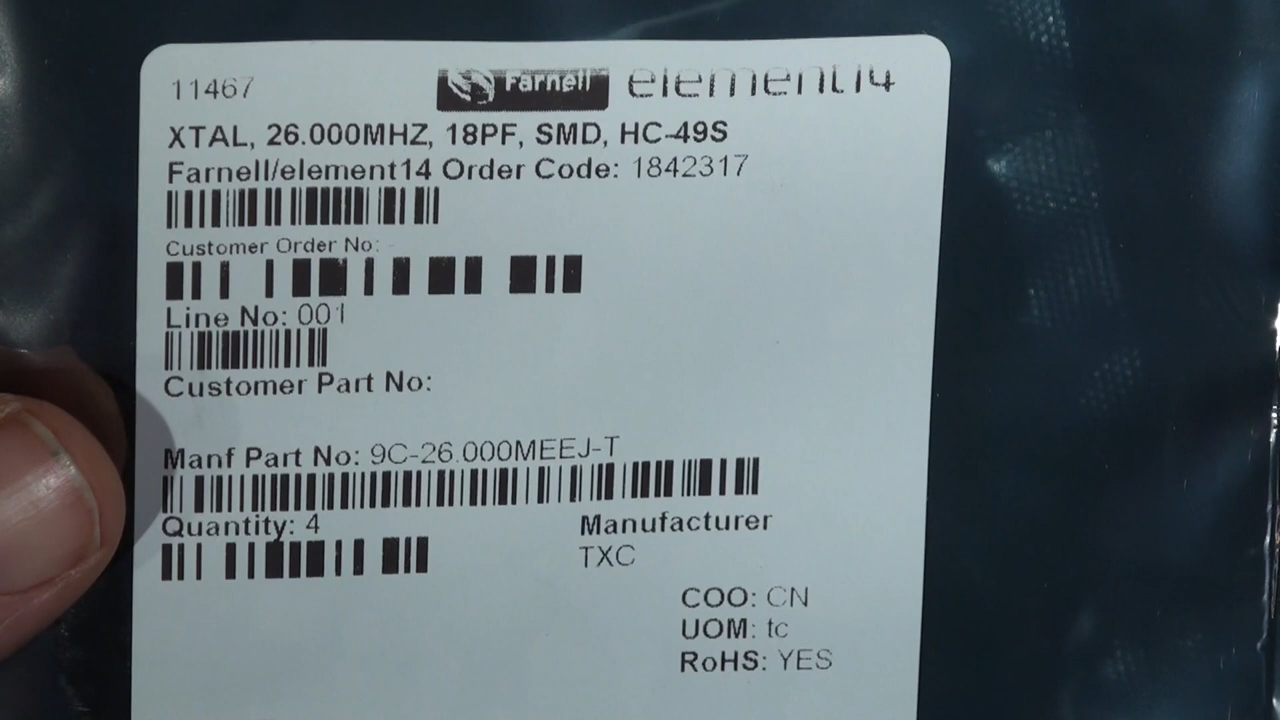 11467 Farnell element14
XTAL, 26.000MHZ, 18PF, SMD, HC-49S
Farnell/element14 Order Code: 1842317
Customer Order No: -
Line No: 001
Customer Part No:
Manf Part No: 9C-26.000MEEJ-T
Quantity: 4
Manufacturer
TXC
COO: CN
UOM: tc
RoHS: YES